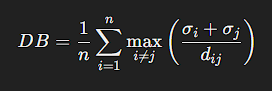 $DB = \frac{1}{n} \sum_{i=1}^{n} \max_{i \neq j} \left( \frac{\sigma_i + \sigma_j}{d_{ij}} \right)$